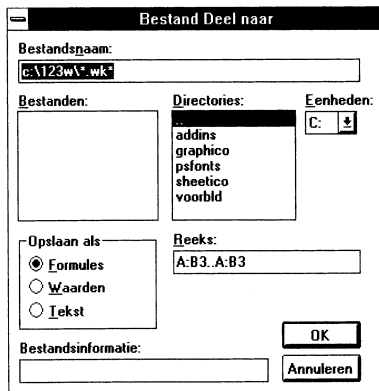 Bestand Deel naar
Bestandsnaam:
c:\123w\*.wk*
Bestanden:
Directories:
Eenheden:
..
C:
addins
graphico
psfonts
sheetico
voorbld
Opslaan als
Formules
Waarden
Tekst
Reeks:
A:B3..A:B3
OK
Bestandsinformatie:
Annuleren